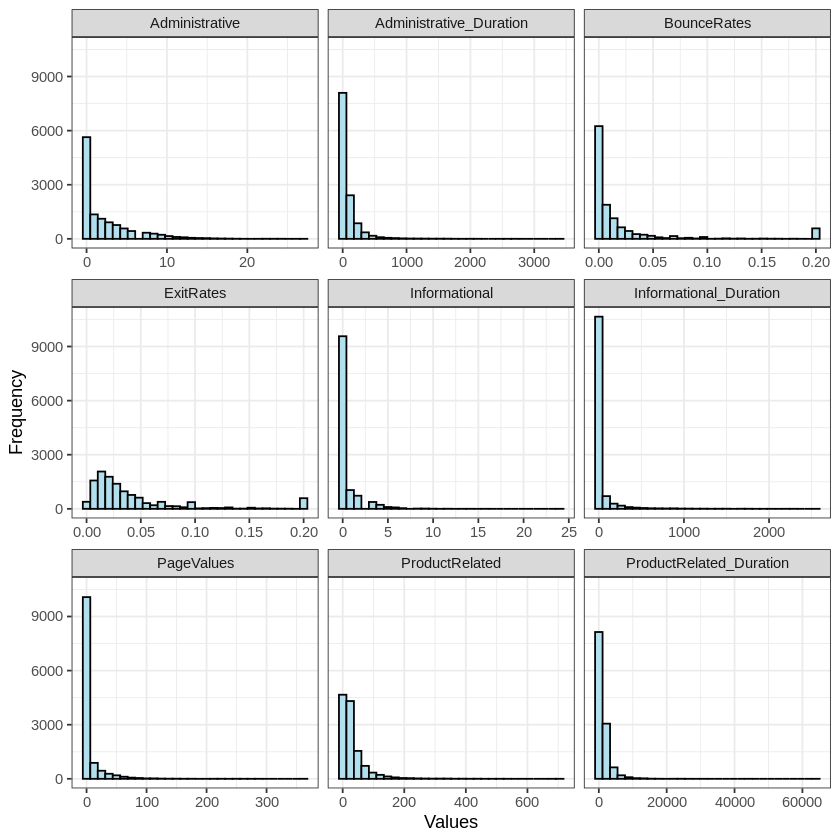 Administrative
Administrative_Duration
BounceRates
9000
6000
3000
0
0 10 20
0 1000 2000 3000
0.00 0.05 0.10 0.15 0.20
ExitRates
Informational
Informational_Duration
9000
6000
3000
0
0.00 0.05 0.10 0.15 0.20
0 5 10 15 20 25
0 1000 2000
PageValues
ProductRelated
ProductRelated_Duration
9000
6000
3000
0
0 100 200 300
0 200 400 600
0 20000 40000 60000
Frequency
Values